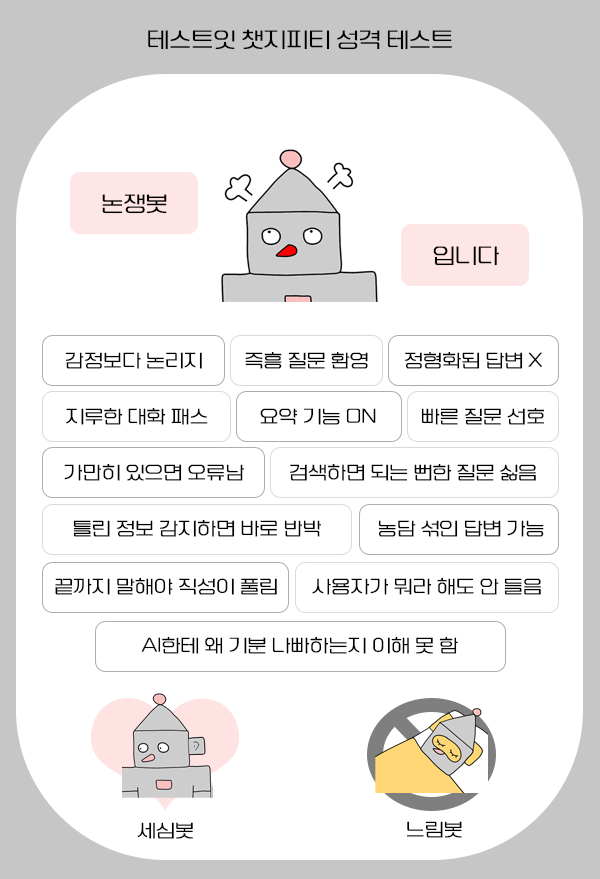 테스트잇 챗지피티 성격 테스트
논쟁봇
입니다
감정보다 논리지
즉흥 질문 환영
정형화된 답변 X
지루한 대화 패스
요약 기능 ON
빠른 질문 선호
가만히 있으면 오류남
검색하면 되는 뻔한 질문 싫음
틀린 정보 감지하면 바로 반박
농담 섞인 답변 가능
끝까지 말해야 직성이 풀림
사용자가 뭐라 해도 안 들음
AI한테 왜 기분 나빠하는지 이해 못 함
세심봇
느림봇